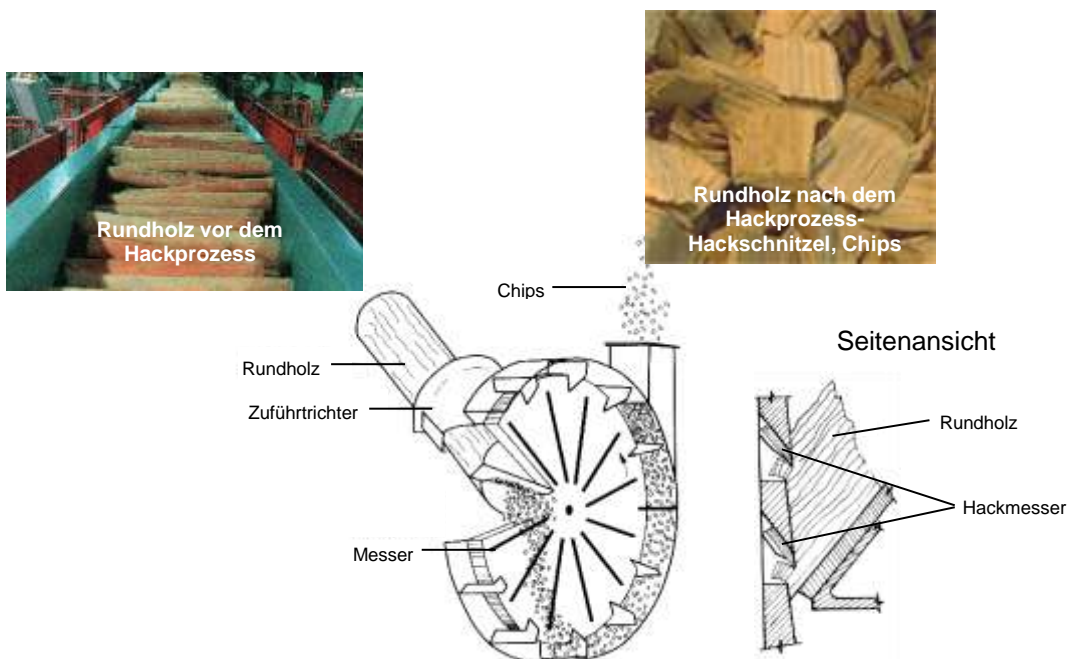 Rundholz vor dem
Hackprozess
Rundholz nach dem
Hackprozess-
Hackschnitzel, Chips
Chips
Seitenansicht
Rundholz
Zuführtrichter
Rundholz
Hackmesser
Messer